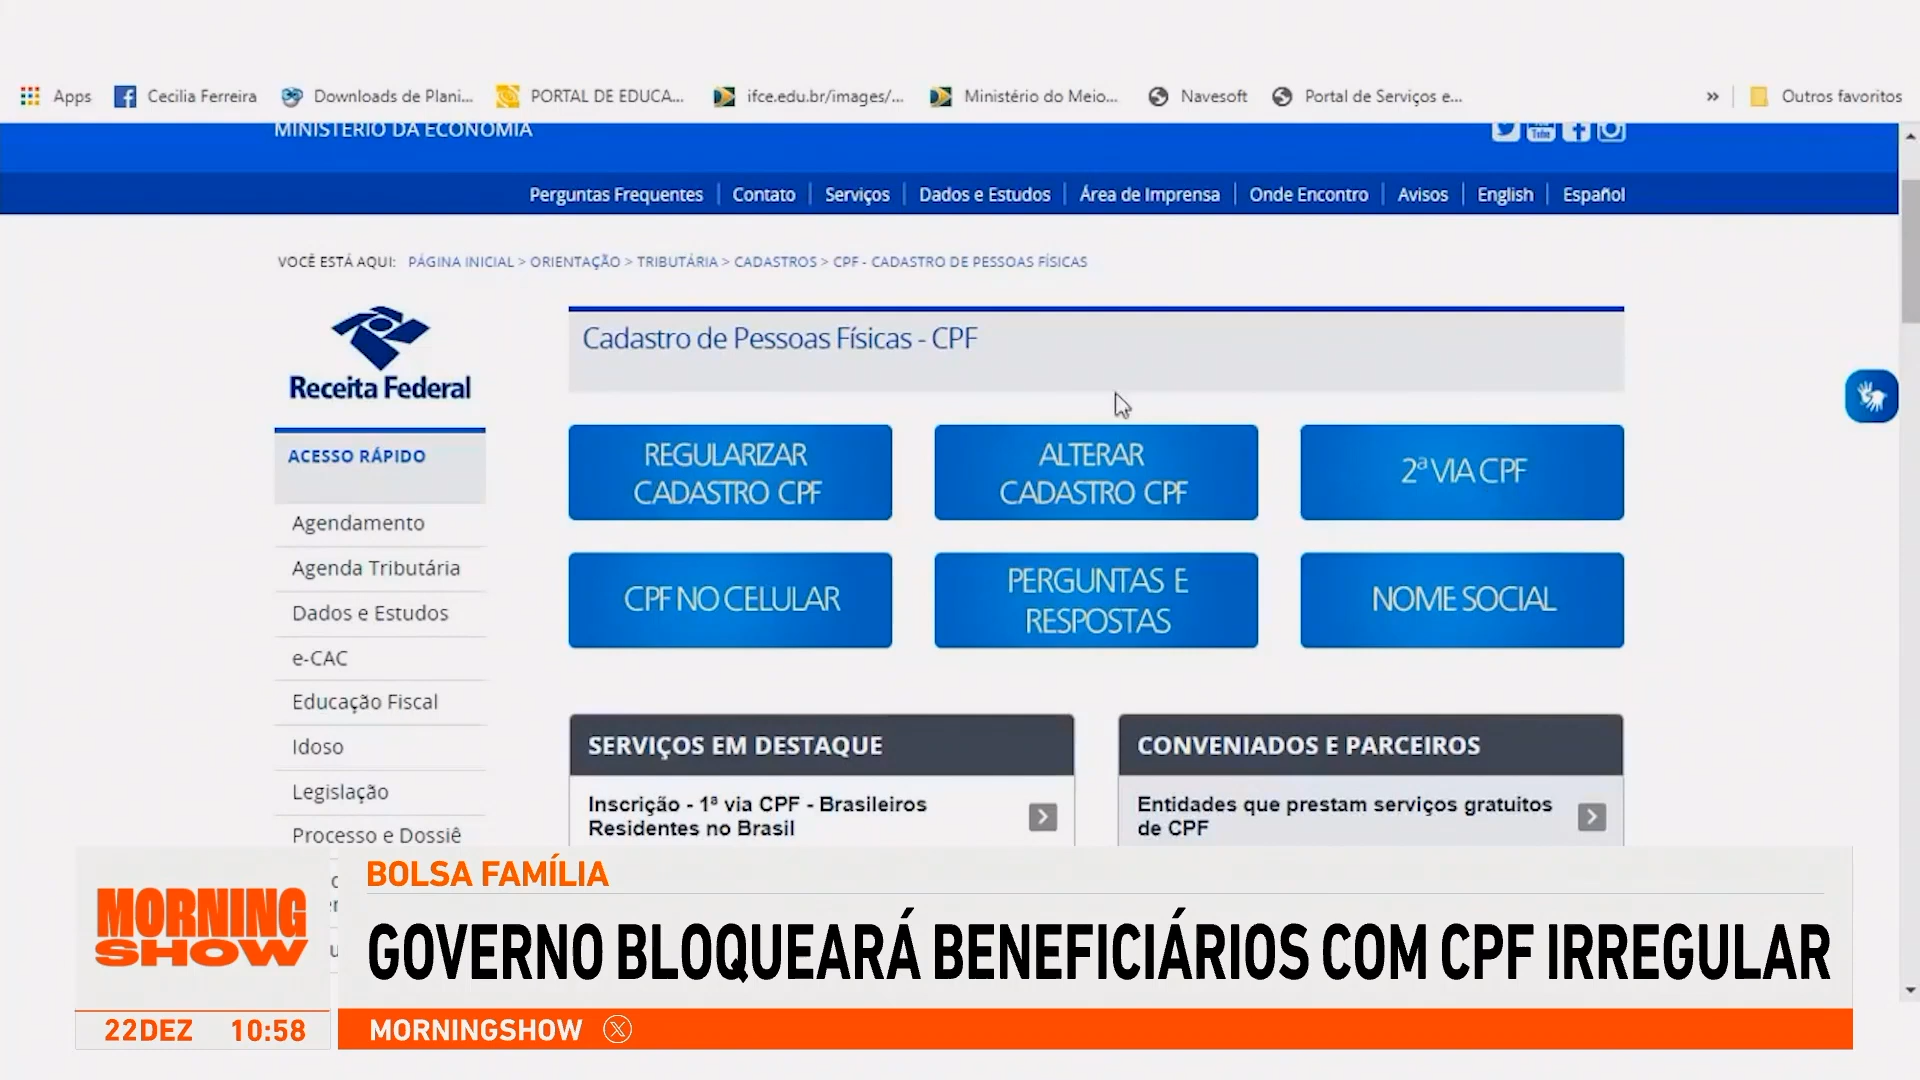 Apps
Cecilia Ferreira
Downloads de Plani...
PORTAL DE EDUCA...
ifce.edu.br/images/...
Ministério do Meio...
Navesoft
Portal de Serviços e...
»
Outros favoritos
MINISTÉRIO DA ECONOMIA
You Tube
Perguntas Frequentes
Contato
Serviços
Dados e Estudos
Área de Imprensa
Onde Encontro
Avisos
English
Español
VOCÊ ESTÁ AQUI: PÁGINA INICIAL > ORIENTAÇÃO > TRIBUTÁRIA > CADASTROS > CPF - CADASTRO DE PESSOAS FÍSICAS
Receita Federal
ACESSO RÁPIDO
Agendamento
Agenda Tributária
Dados e Estudos
e-CAC
Educação Fiscal
Idoso
Legislação
Processo e Dossiê
Cadastro de Pessoas Físicas - CPF
REGULARIZAR
CADASTRO CPF
ALTERAR
CADASTRO CPF
2ª VIA CPF
CPF NO CELULAR
PERGUNTAS E
RESPOSTAS
NOME SOCIAL
SERVIÇOS EM DESTAQUE
Inscrição - 1ª via CPF - Brasileiros
Residentes no Brasil
CONVENIADOS E PARCEIROS
Entidades que prestam serviços gratuitos
de CPF
MORNING
SHOW
22DEZ 10:58
BOLSA FAMÍLIA
GOVERNO BLOQUEARÁ BENEFICIÁRIOS COM CPF IRREGULAR
MORNINGSHOW